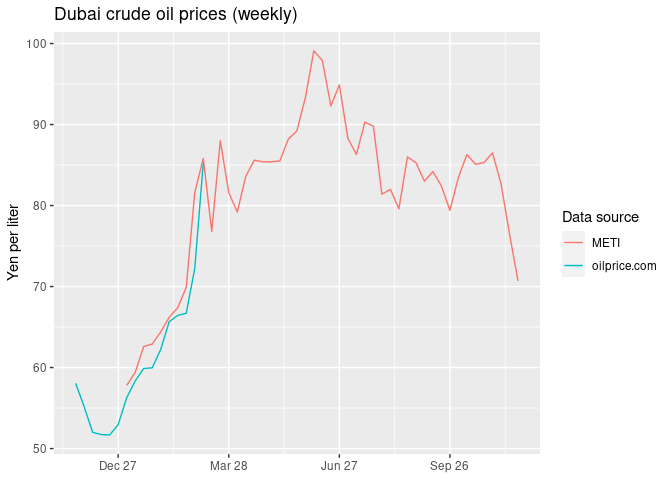 Dubai crude oil prices (weekly)
100
90
80
70
60
50
Yen per liter
Dec 27
Mar 28
Jun 27
Sep 26
Data source
METI
oilprice.com